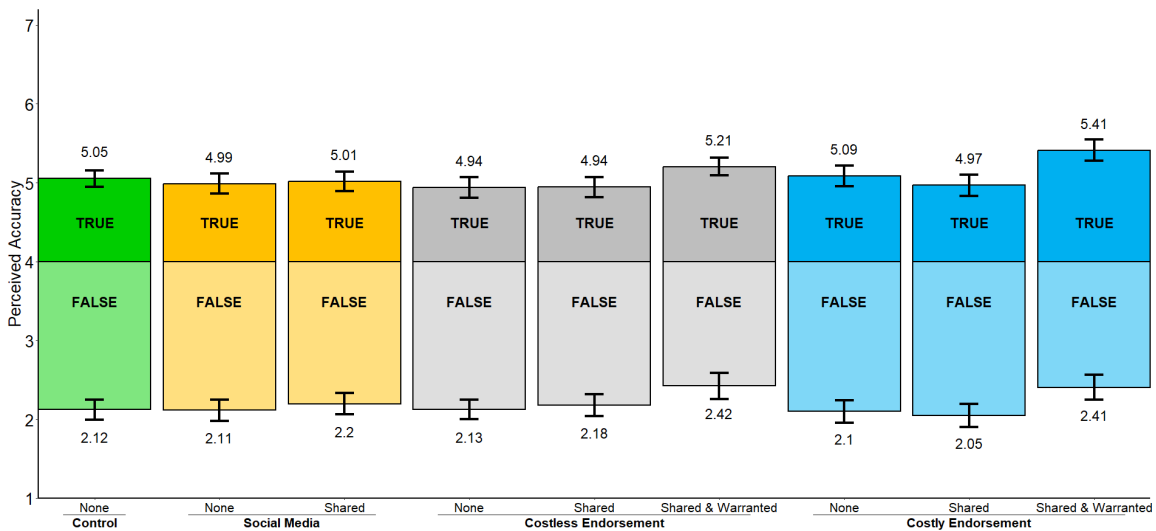 7
6
5
4
3
2
1
Perceived Accuracy
5.05 4.99 5.01 4.94 4.94 5.21 5.09 4.97 5.41
TRUE TRUE TRUE TRUE TRUE TRUE TRUE TRUE TRUE
FALSE FALSE FALSE FALSE FALSE FALSE FALSE FALSE FALSE
2.12 2.11 2.2 2.13 2.18 2.42 2.1 2.05 2.41
None None Shared None Shared Shared & Warranted None Shared Shared & Warranted
Control Social Media Costless Endorsement Costly Endorsement